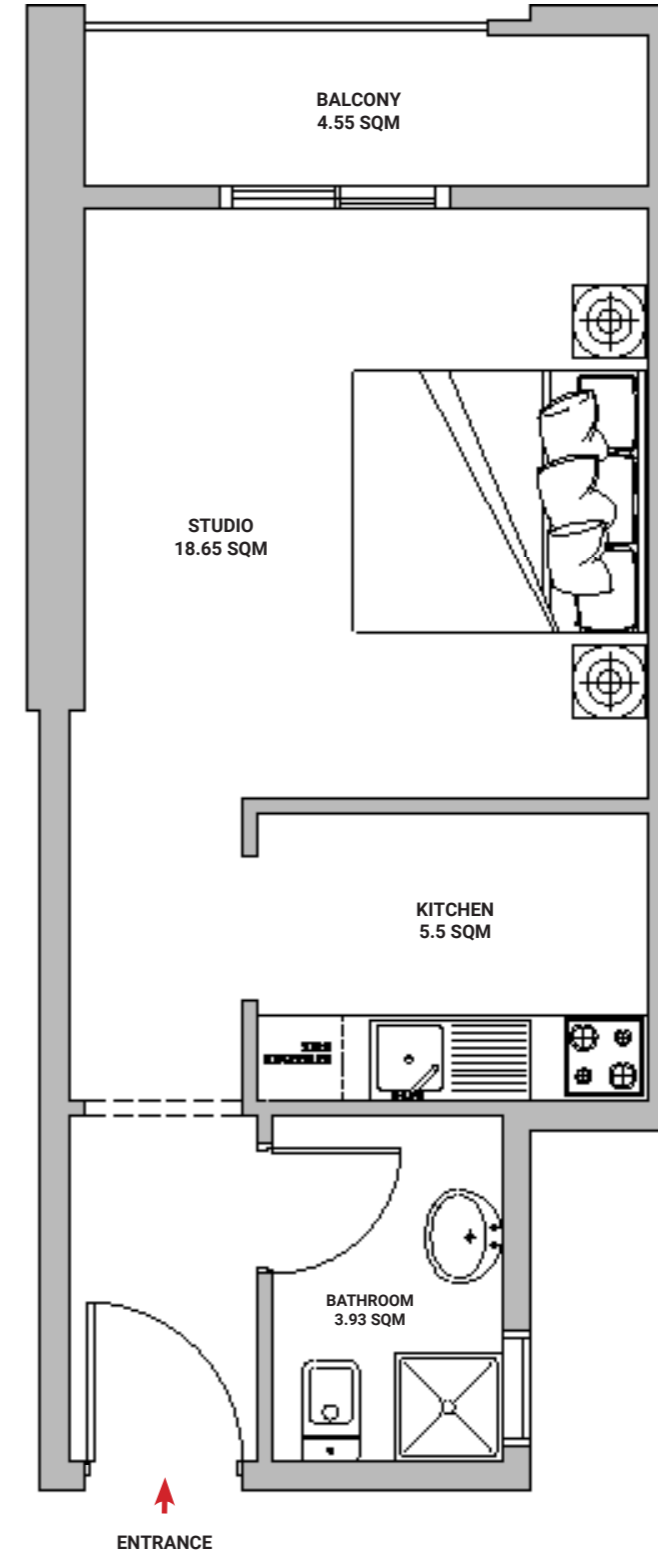 BALCONY
4.55 SQM
STUDIO
18.65 SQM
KITCHEN
5.5 SQM
BATHROOM
3.93 SQM
ENTRANCE